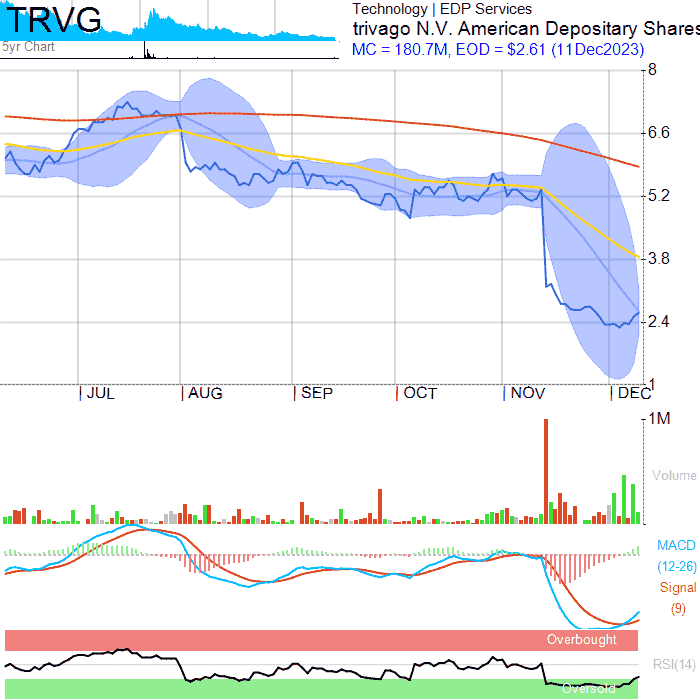 TRVG
5yr Chart
Technology | EDP Services
trivago N.V. American Depositary Shares
MC = 180.7M, EOD = $2.61 (11Dec2023)
8
6.6
5.2
3.8
2.4
1
JUL AUG SEP OCT NOV DEC
1M
Volume
MACD
(12-26)
Signal
(9)
Overbought
RSI(14)
Oversold